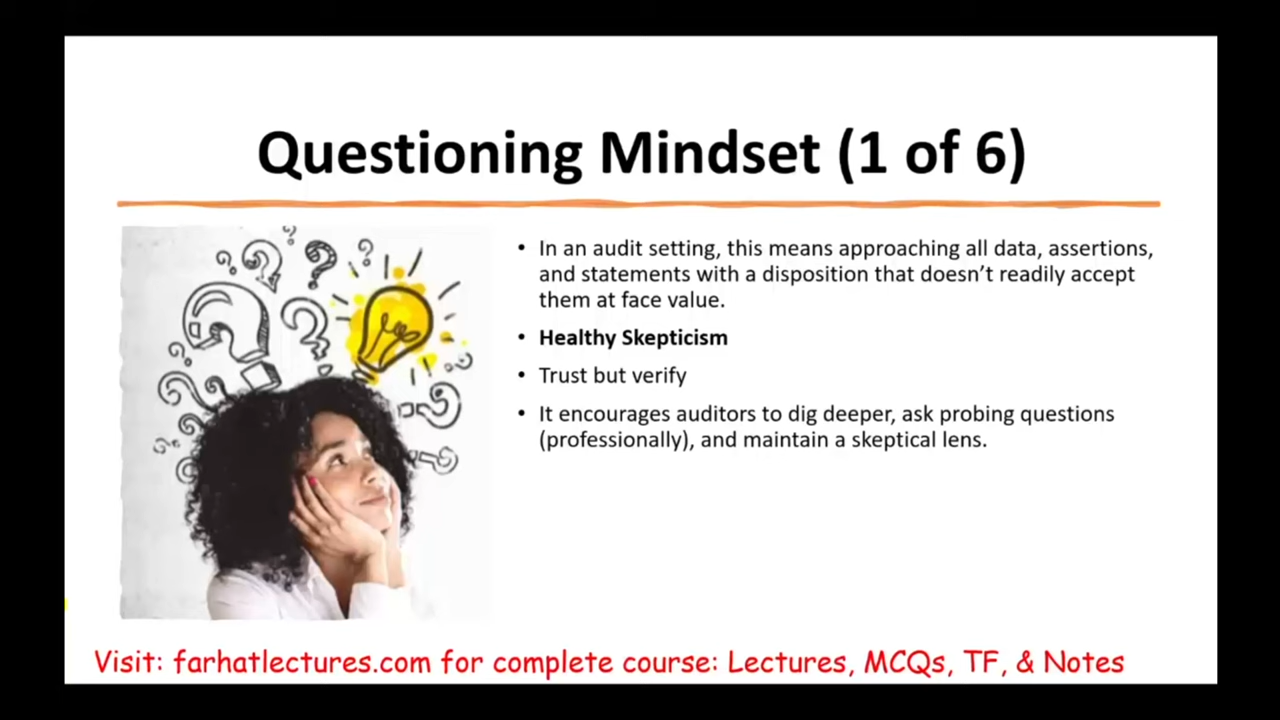 Questioning Mindset (1 of 6)
• In an audit setting, this means approaching all data, assertions,
and statements with a disposition that doesn’t readily accept
them at face value.
• Healthy Skepticism
• Trust but verify
• It encourages auditors to dig deeper, ask probing questions
(professionally), and maintain a skeptical lens.
Visit: farhatlectures.com for complete course: Lectures, MCQs, TF, & Notes